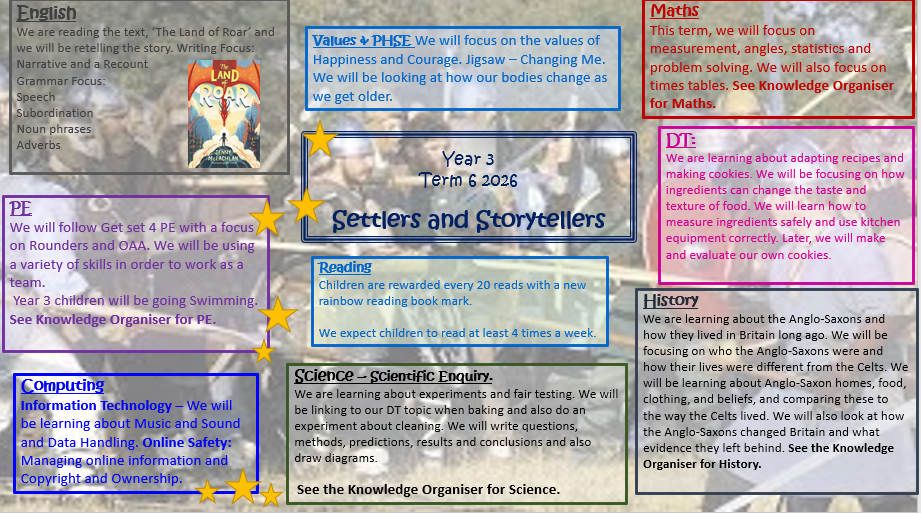 English
We are reading the text, 'The Land of Roar' and
we will be retelling the story. Writing Focus:
Narrative and a Recount
Grammar Focus:
Speech
Subordination
Noun phrases
Adverbs
The
LAND
of
ROAR
JENNY
McLACHLAN
Values & PHSE We will focus on the values of
Happiness and Courage. Jigsaw – Changing Me.
We will be looking at how our bodies change as
we get older.
Maths
This term, we will focus on
measurement, angles, statistics and
problem solving. We will also focus on
times tables. See Knowledge Organiser
for Maths.
Year 3
Term 6 2026
Settlers and Storytellers
DT:
We are learning about adapting recipes and
making cookies. We will be focusing on how
ingredients can change the taste and
texture of food. We will learn how to
measure ingredients safely and use kitchen
equipment correctly. Later, we will make
and evaluate our own cookies.
PE
We will follow Get set 4 PE with a focus
on Rounders and OAA. We will be using
a variety of skills in order to work as a
team.
Year 3 children will be going Swimming.
See Knowledge Organiser for PE.
Reading
Children are rewarded every 20 reads with a new
rainbow reading book mark.
We expect children to read at least 4 times a week.
History
We are learning about the Anglo-Saxons and
how they lived in Britain long ago. We will be
focusing on who the Anglo-Saxons were and
how their lives were different from the Celts. We
will be learning about Anglo-Saxon homes, food,
clothing, and beliefs, and comparing these to
the way the Celts lived. We will also look at how
the Anglo-Saxons changed Britain and what
evidence they left behind. See the Knowledge
Organiser for History.
Computing
Information Technology – We will
be learning about Music and Sound
and Data Handling. Online Safety:
Managing online information and
Copyright and Ownership.
Science – Scientific Enquiry.
We are learning about experiments and fair testing. We will
be linking to our DT topic when baking and also do an
experiment about cleaning. We will write questions,
methods, predictions, results and conclusions and also
draw diagrams.
See the Knowledge Organiser for Science.